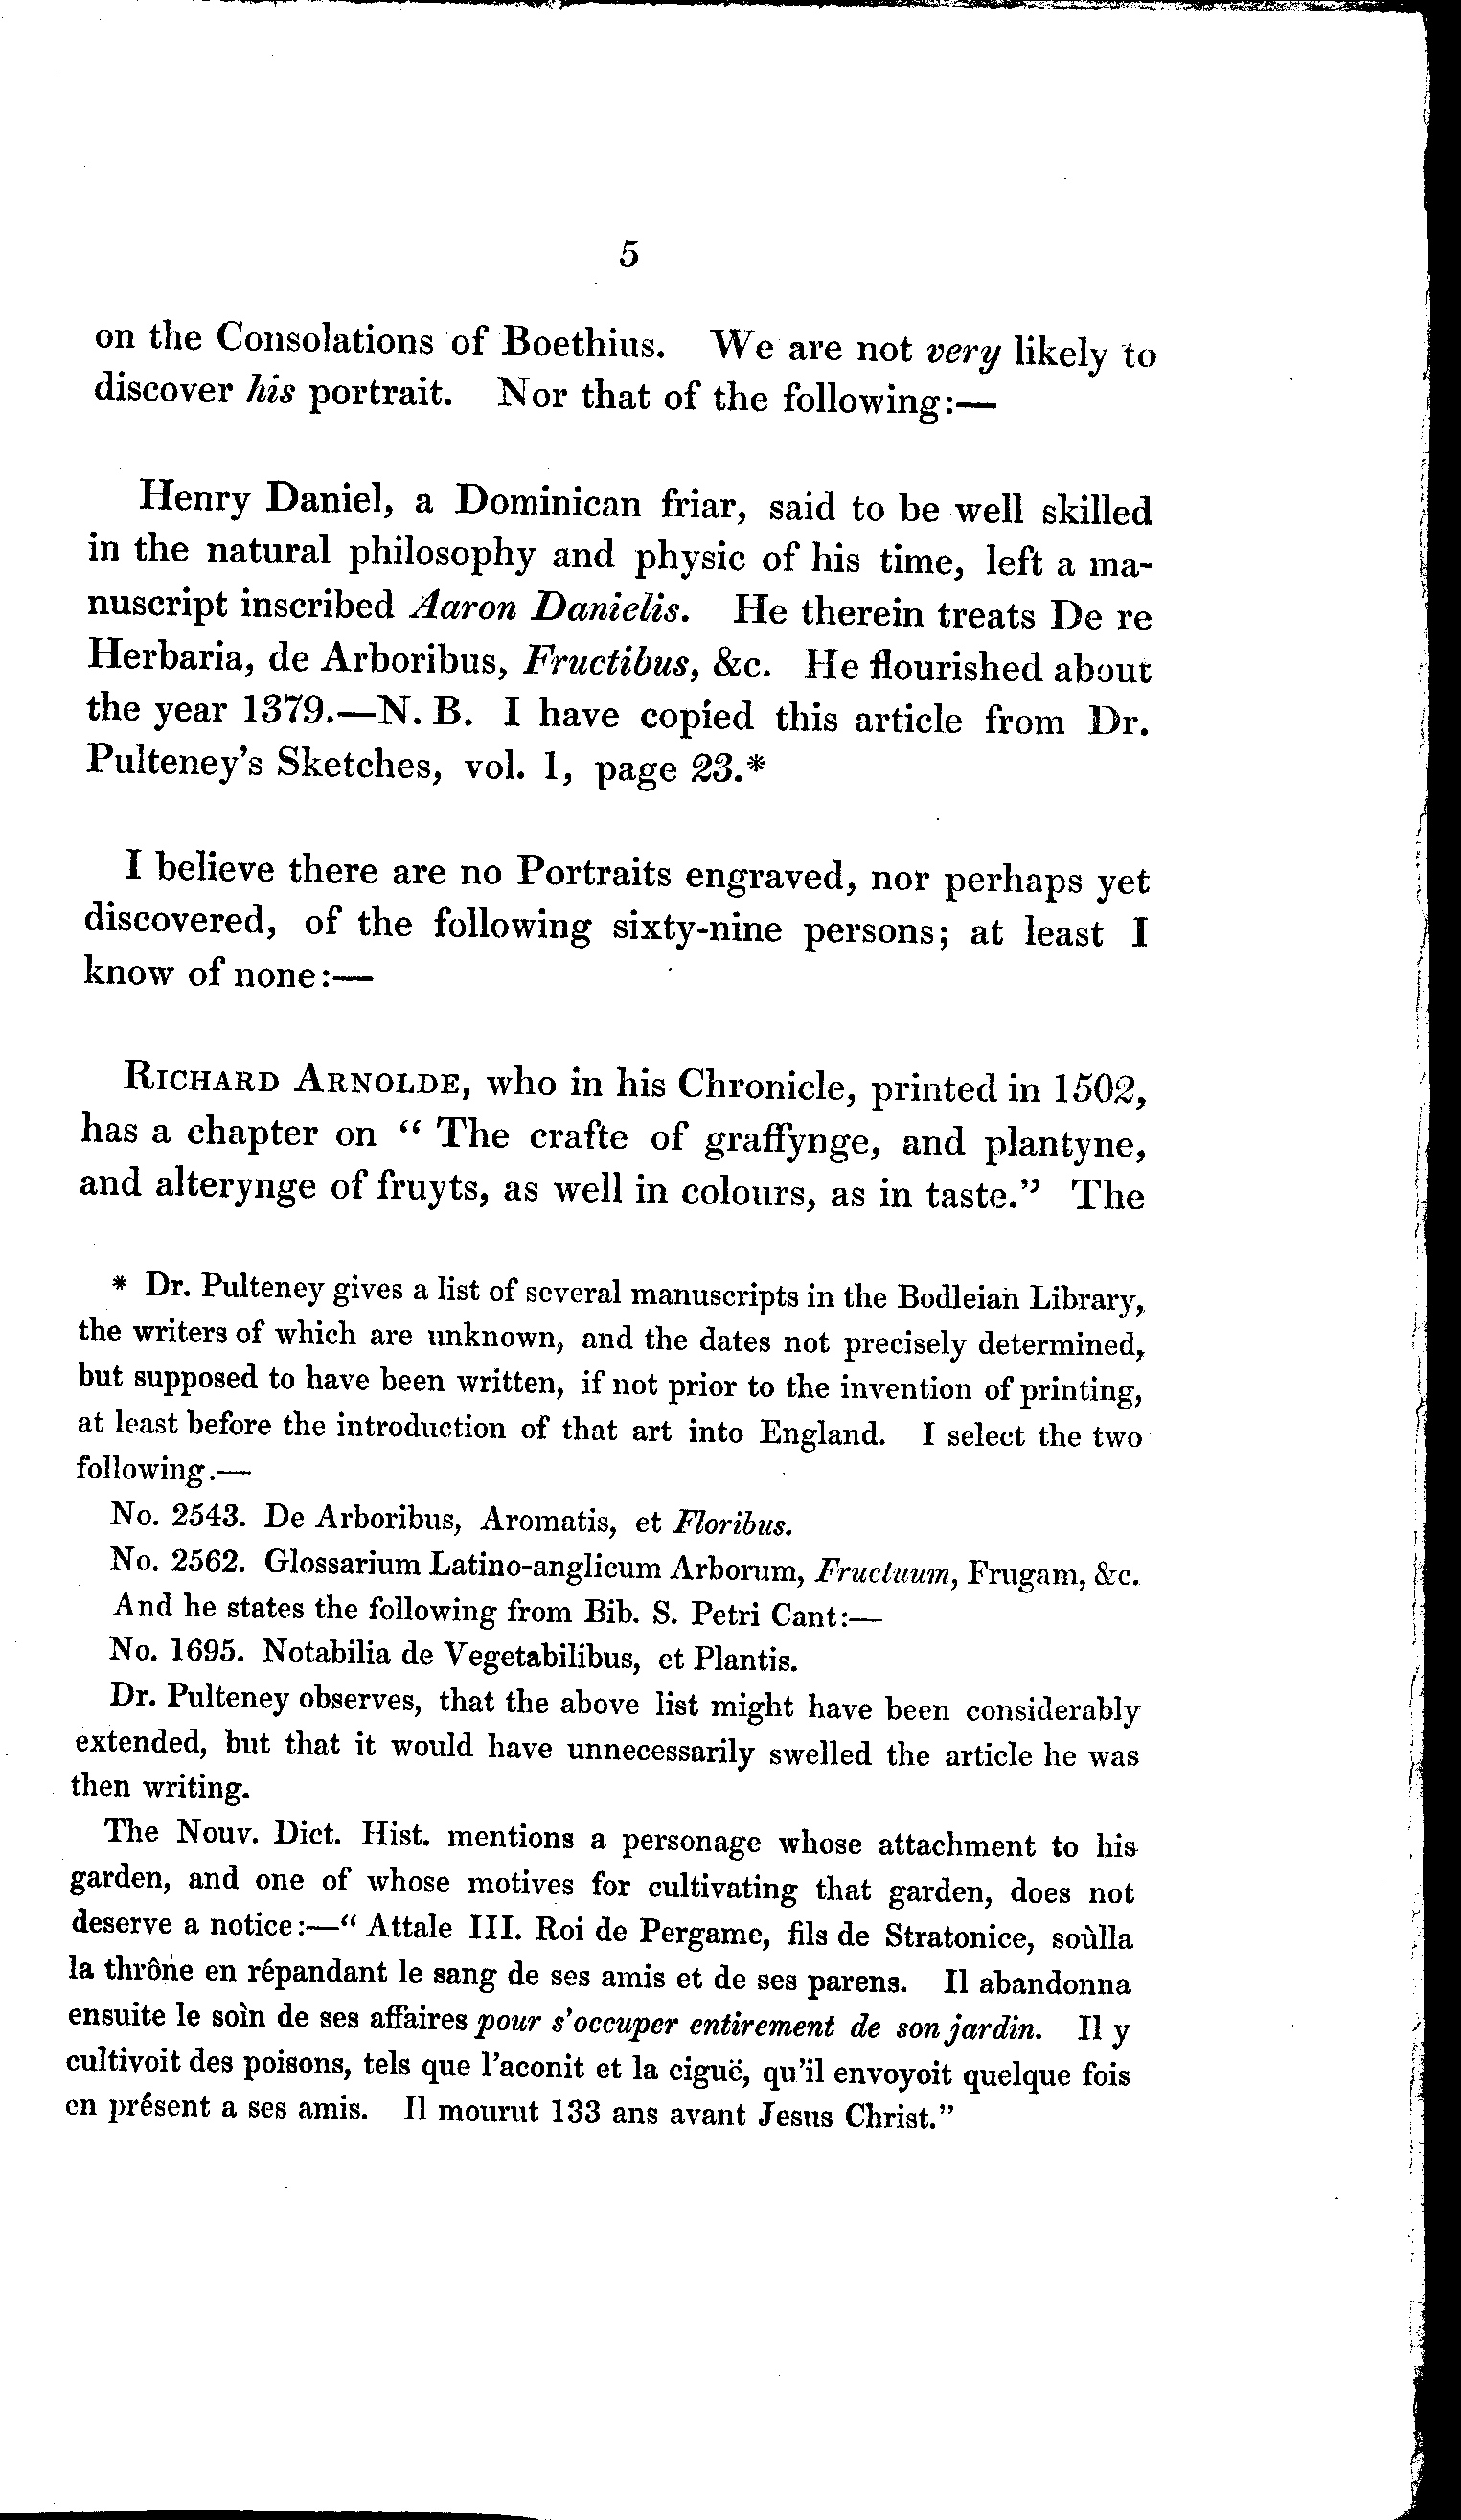 5
on the Consolations of Boethius. We are not very likely to
discover his portrait. Nor that of the following:—
Henry Daniel, a Dominican friar, said to be well skilled
in the natural philosophy and physic of his time, left a ma-
nuscript inscribed Aaron Danielis. He therein treats De re
Herbaria, de Arboribus, Fructibus, &c. He flourished about
the year 1379.—N. B. I have copied this article from Dr.
Pulteney's Sketches, vol. 1, page 23.*
I believe there are no Portraits engraved, nor perhaps yet
discovered, of the following sixty-nine persons; at least I
know of none:—
RICHARD ARNOLDE, who in his Chronicle, printed in 1502,
has a chapter on "The crafte of graffynge, and plantyne,
and alterynge of fruyts, as well in colours, as in taste." The
* Dr. Pulteney gives a list of several manuscripts in the Bodleian Library,
the writers of which are unknown, and the dates not precisely determined,
but supposed to have been written, if not prior to the invention of printing,
at least before the introduction of that art into England. I select the two
following.—
No. 2543. De Arboribus, Aromatis, et Floribus.
No. 2562. Glossarium Latino-anglicum Arborum, Fructuum, Frugam, &c.
And he states the following from Bib. S. Petri Cant:—
No. 1695. Notabilia de Vegetabilibus, et Plantis.
Dr. Pulteney observes, that the above list might have been considerably
extended, but that it would have unnecessarily swelled the article he was
then writing.
The Nouv. Dict. Hist. mentions a personage whose attachment to his
garden, and one of whose motives for cultivating that garden, does not
deserve a notice:—"Attale III. Roi de Pergame, fils de Stratonice, soùlla
la thrône en répandant le sang de ses amis et de ses parens. Il abandonna
ensuite le soìn de ses affaires pour s'occuper entirement de son jardin. Il y
cultivoit des poisons, tels que l'aconit et la ciguë, qu'il envoyoit quelque fois
en présent a ses amis. Il mourut 133 ans avant Jesus Christ."